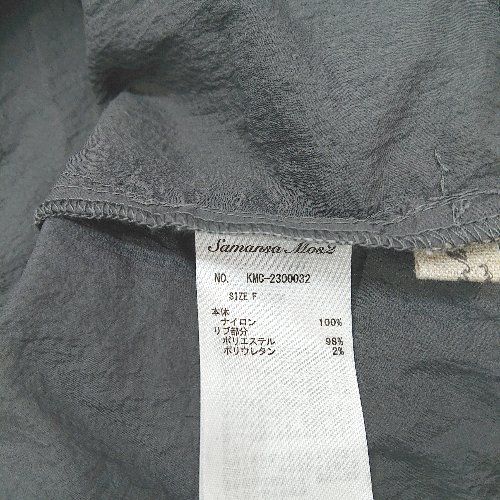 Samansa Mos2
NO. KMC-2300032
SIZE F
本体
ナイロン 100%
リブ部分
ポリエステル 98%
ポリウレタン 2%